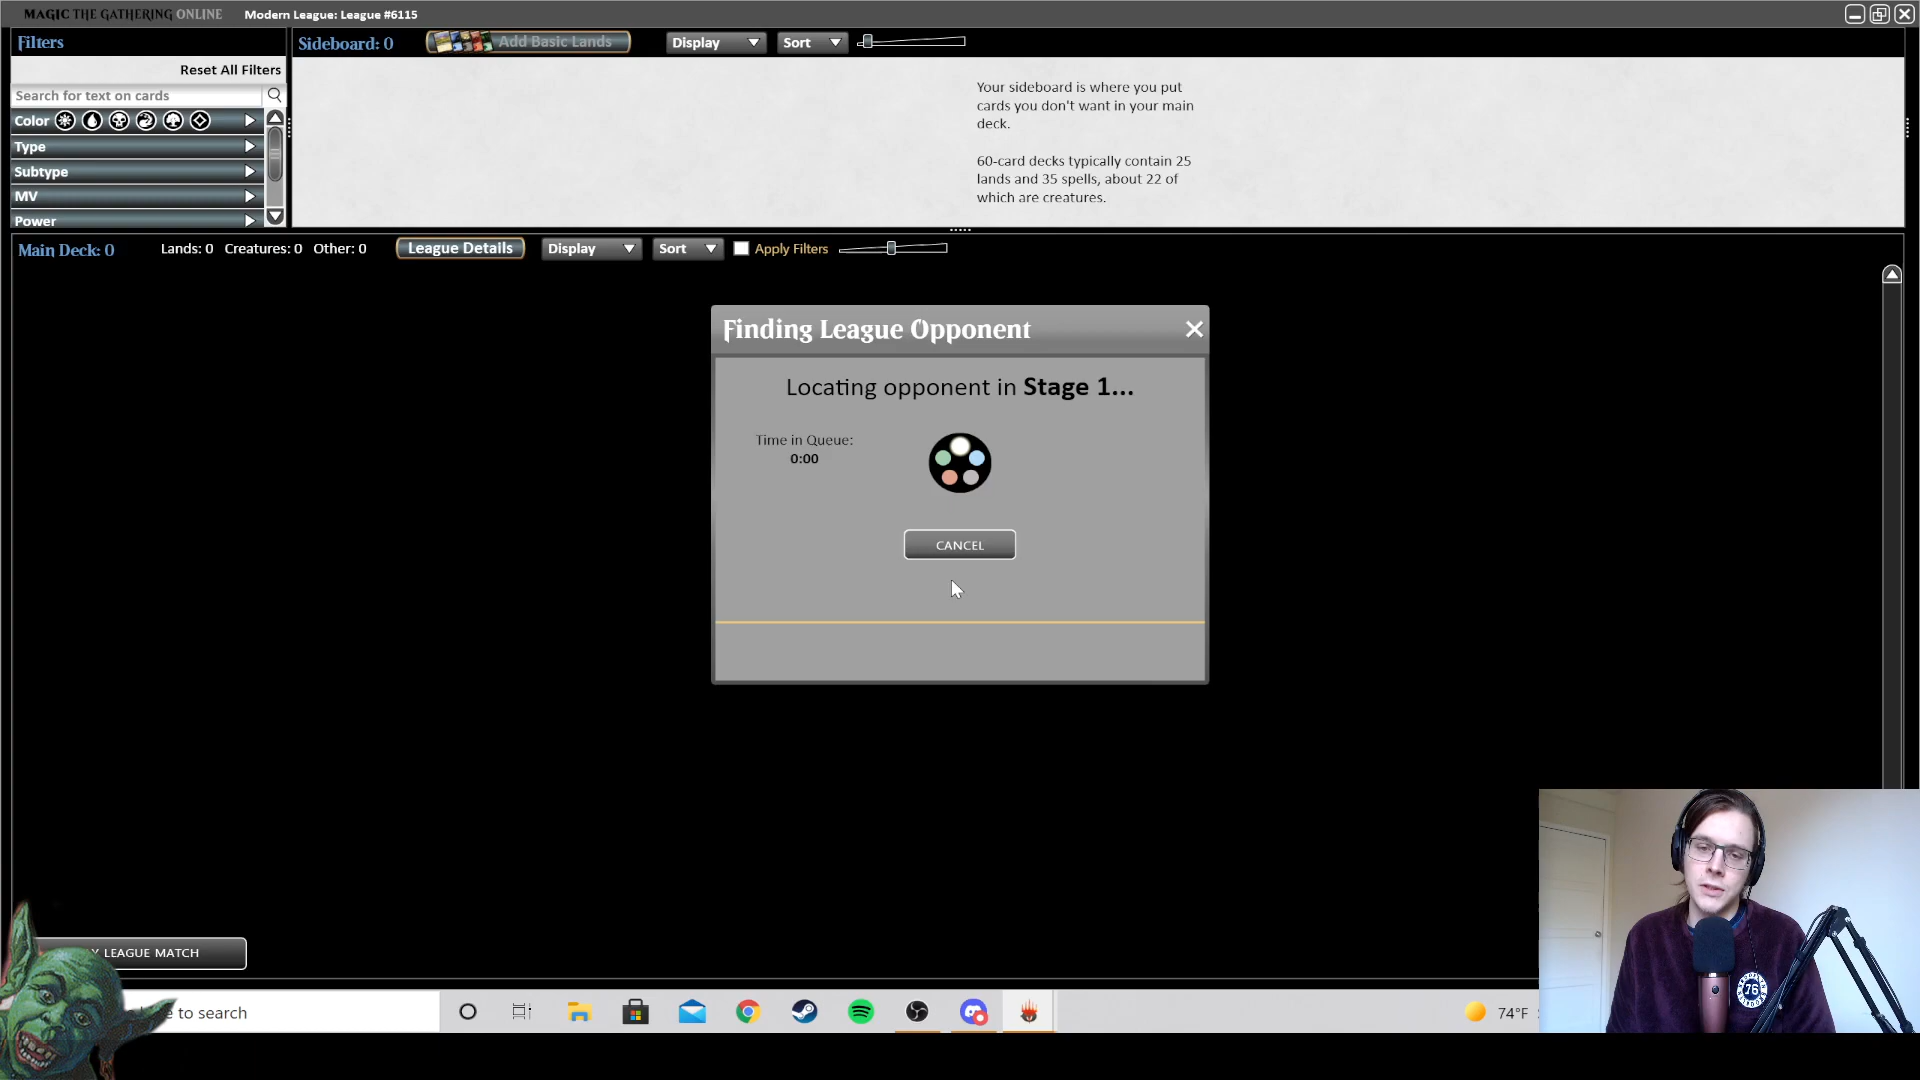 MAGIC THE GATHERING ONLINE Modern League: League #6115
Filters
Sideboard: 0 Add Basic Lands Display Sort
Reset All Filters
Search for text on cards
Color
Type
Subtype
MV
Power
Your sideboard is where you put
cards you don't want in your main
deck.
60-card decks typically contain 25
lands and 35 spells, about 22 of
which are creatures.
Main Deck: 0 Lands: 0 Creatures: 0 Other: 0 League Details Display Sort Apply Filters
Finding League Opponent
Locating opponent in Stage 1...
Time in Queue:
0:00
CANCEL
LEAGUE MATCH
to search
74°F
76